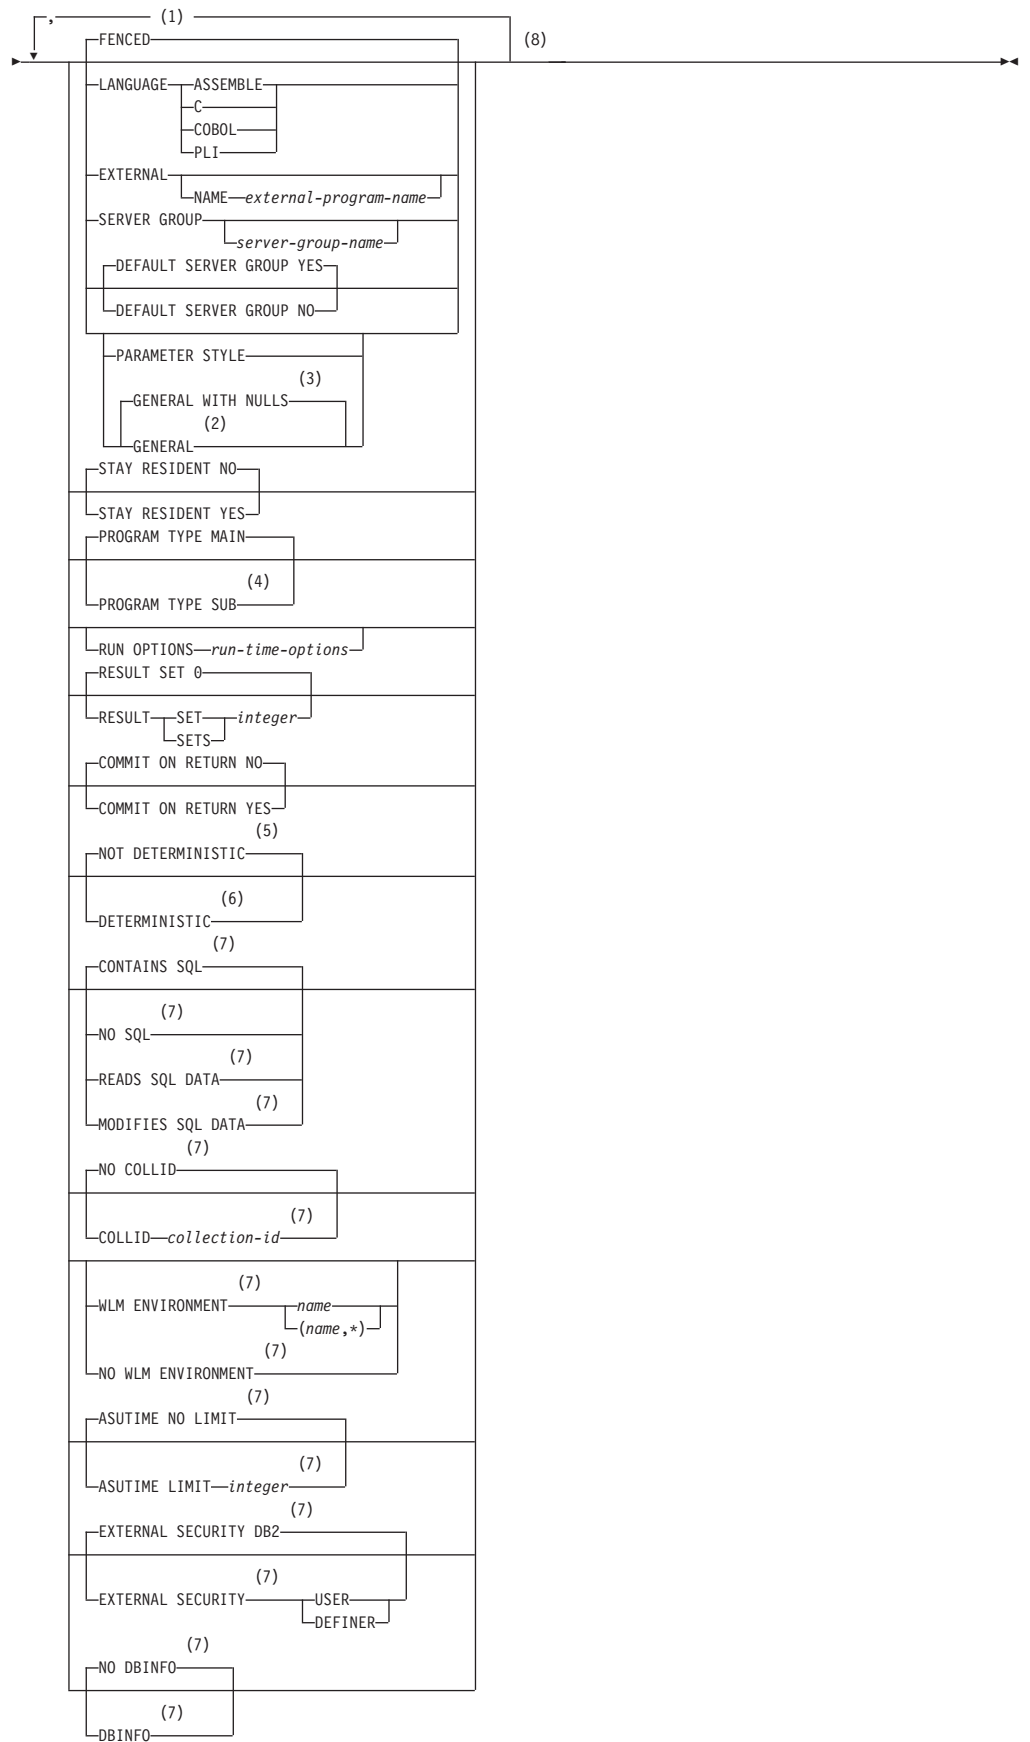 , (1)
FENCED (8)
LANGUAGE ASSEMBLE
C
COBOL
PLI
EXTERNAL
NAME external-program-name
SERVER GROUP
server-group-name
DEFAULT SERVER GROUP YES
DEFAULT SERVER GROUP NO
PARAMETER STYLE
(3)
GENERAL WITH NULLS
(2)
GENERAL
STAY RESIDENT NO
STAY RESIDENT YES
PROGRAM TYPE MAIN
(4)
PROGRAM TYPE SUB
RUN OPTIONS run-time-options
RESULT SET 0
RESULT SET integer
SETS
COMMIT ON RETURN NO
COMMIT ON RETURN YES
(5)
NOT DETERMINISTIC
(6)
DETERMINISTIC
(7)
CONTAINS SQL
(7)
NO SQL
(7)
READS SQL DATA
(7)
MODIFIES SQL DATA
(7)
NO COLLID
(7)
COLLID collection-id
(7)
WLM ENVIRONMENT name
(name,*)
(7)
NO WLM ENVIRONMENT
(7)
ASUTIME NO LIMIT
(7)
ASUTIME LIMIT integer
(7)
EXTERNAL SECURITY DB2
(7)
EXTERNAL SECURITY USER
DEFINER
(7)
NO DBINFO
(7)
DBINFO